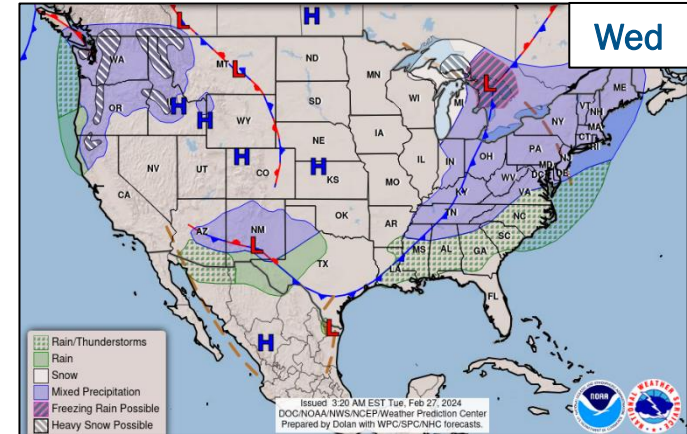 Wed
H
L
L
H
H
H
H
H
L
L
L
WA
OR
CA
NV
MT
WY
UT
AZ
CO
NM
ND
SD
NE
KS
OK
TX
MN
IA
MO
AR
LA
WI
IL
MI
IN
OH
KY
TN
MS
AL
GA
FL
SC
NC
VA
WV
PA
NY
VT
NH
ME
MA
CT
RI
NJ
MD
DE
DC
Rain/Thunderstorms
Rain
Snow
Mixed Precipitation
Freezing Rain Possible
Heavy Snow Possible
Issued 3:20 AM EST Tue, Feb 27, 2024
DOC/NOAA/NWS/NCEP/Weather Prediction Center
Prepared by Dolan with WPC/SPC/NHC forecasts.
NOAA
NATIONAL WEATHER SERVICE